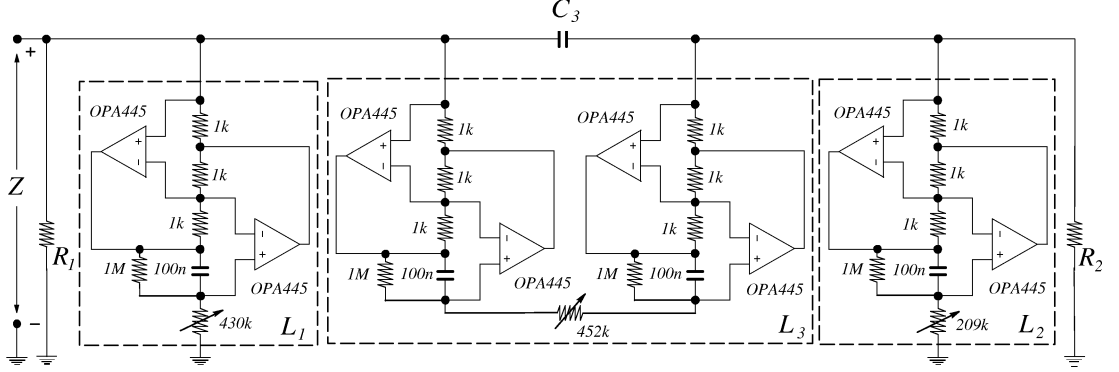 C3
+
OPA445
1k
1k
1k
+
-
-
+
1M
100n
OPA445
430k
L1
OPA445
1k
1k
1k
+
-
-
+
1M
100n
OPA445
OPA445
1k
1k
1k
+
-
-
+
1M
100n
OPA445
452k
L3
OPA445
1k
1k
1k
+
-
-
+
1M
100n
OPA445
209k
L2
Z
R1
R2
-